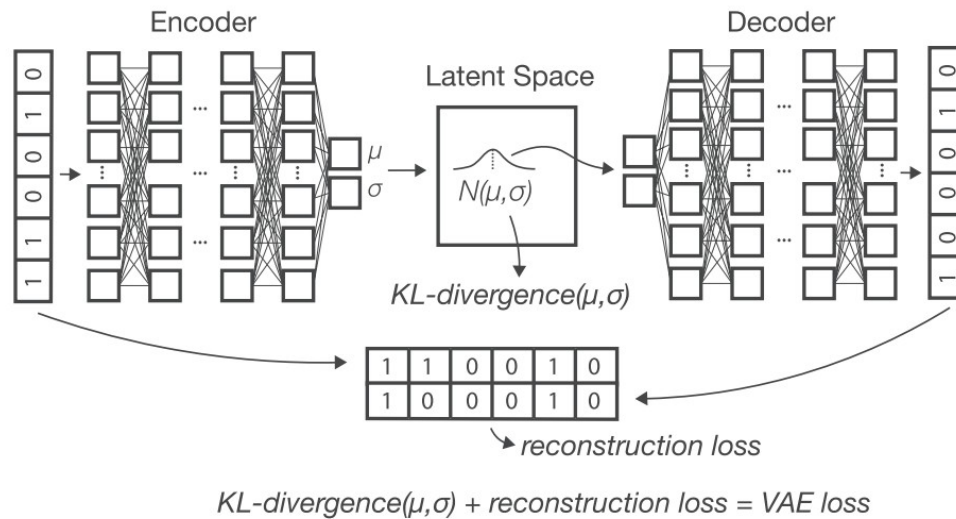 Encoder
Decoder
Latent Space
0
1
0
0
1
1
...
...
...
...
...
μ
σ
N(μ,σ)
KL-divergence(μ,σ)
...
...
...
...
...
0
1
0
0
0
1
1 1 0 0 1 0
1 0 0 0 1 0
reconstruction loss
KL-divergence(μ,σ) + reconstruction loss = VAE loss